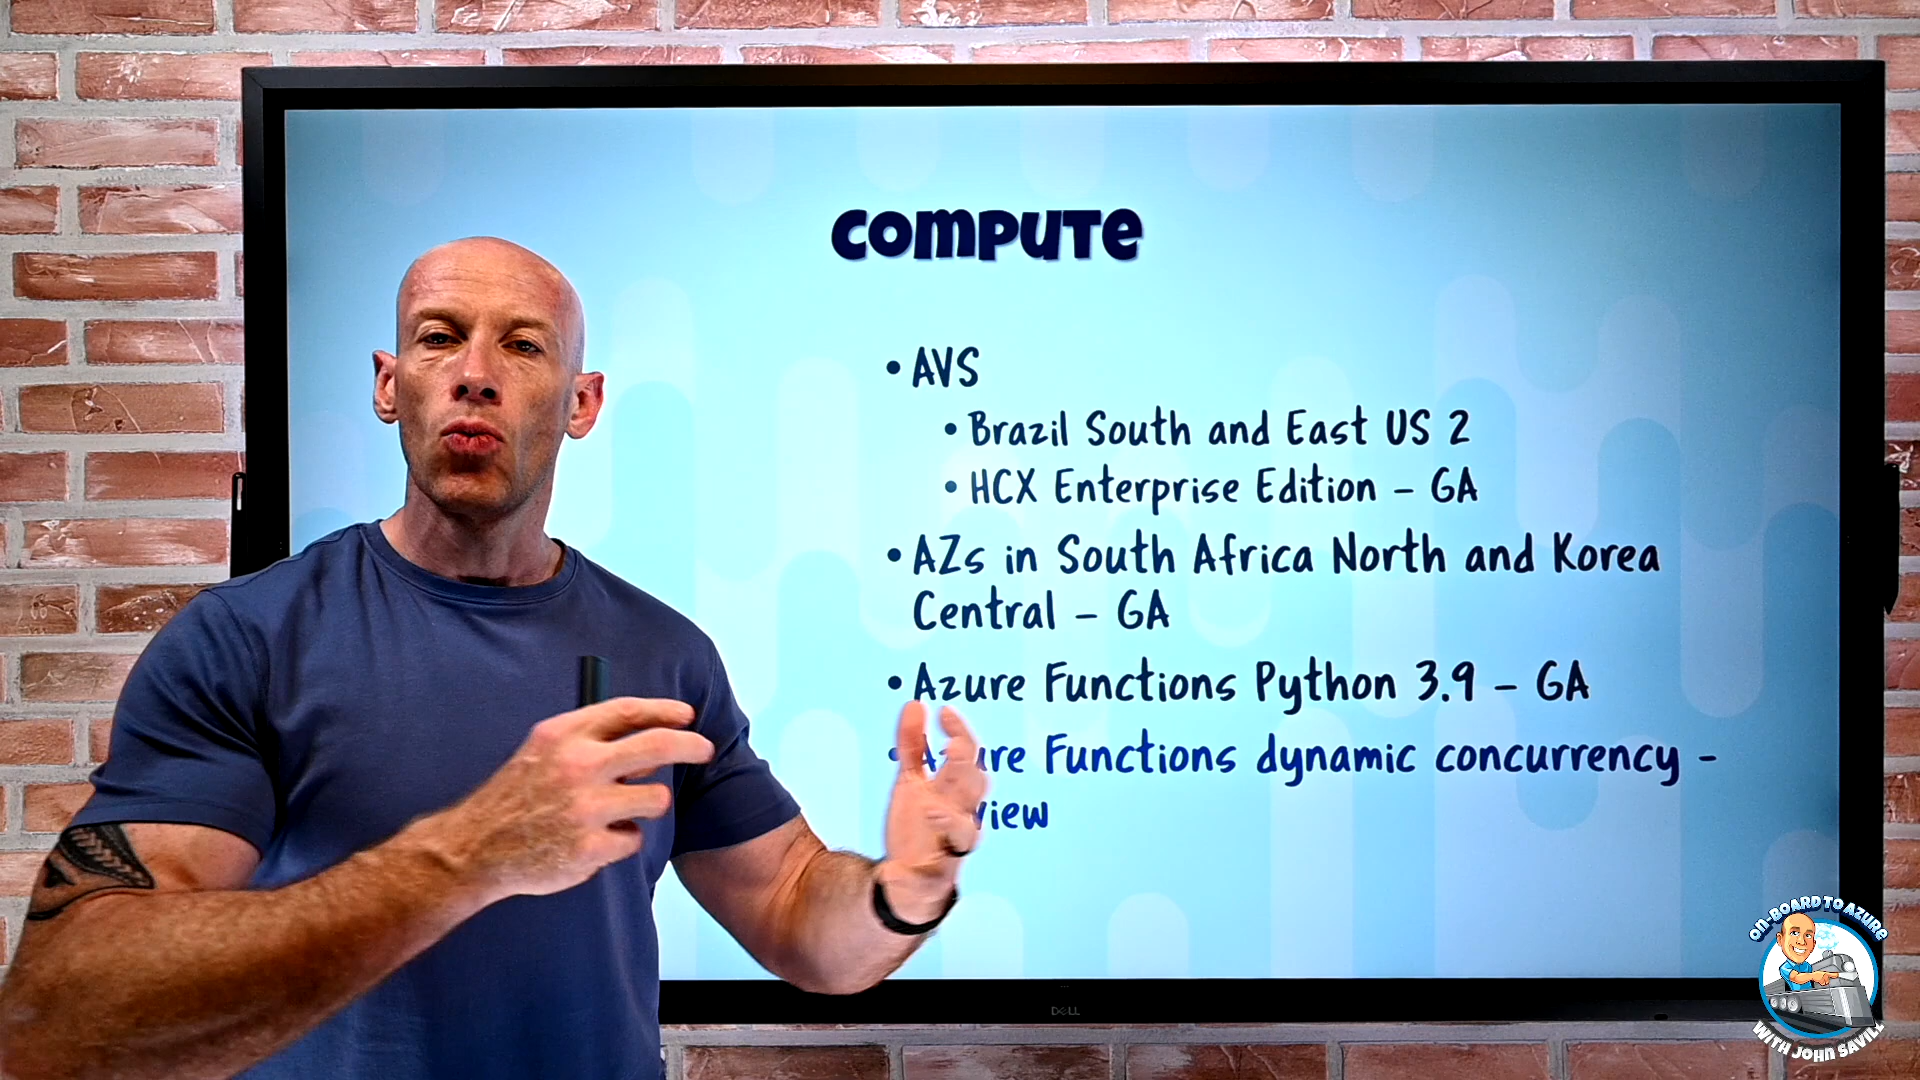 Compute
• AVS
• Brazil South and East US 2
• HCX Enterprise Edition – GA
• AZs in South Africa North and Korea
Central – GA
• Azure Functions Python 3.9 – GA
Functions dynamic concurrency -
DELL
ON-BOARD TO AZURE
WITH JOHN SAVILL